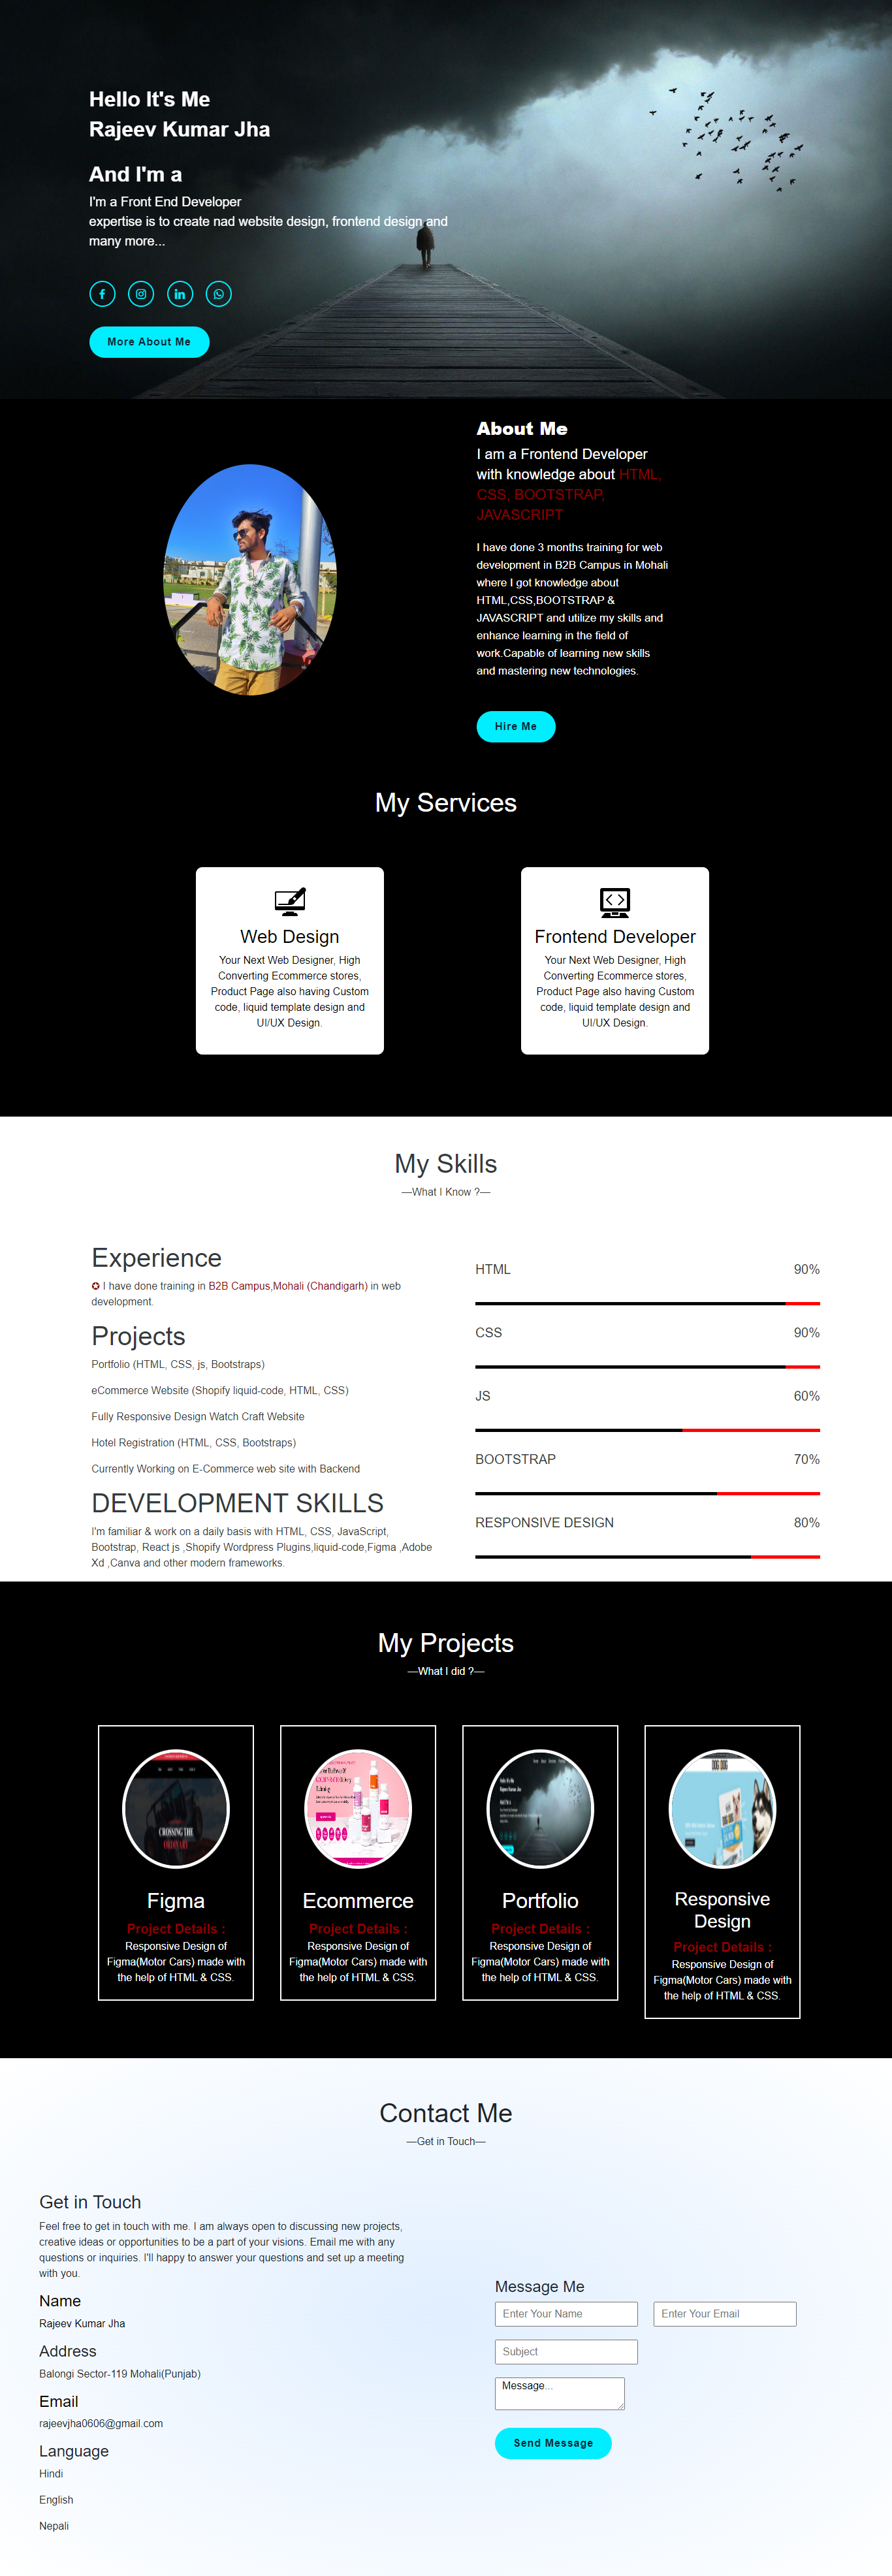 Hello It's Me
Rajeev Kumar Jha
And I'm a
I'm a Front End Developer
expertise is to create nad website design, frontend design and
many more...
More About Me
About Me
I am a Frontend Developer
with knowledge about HTML,
CSS, BOOTSTRAP,
JAVASCRIPT
I have done 3 months training for web
development in B2B Campus in Mohali
where I got knowledge about
HTML,CSS,BOOTSTRAP &
JAVASCRIPT and utilize my skills and
enhance learning in the field of
work.Capable of learning new skills
and mastering new technologies.
Hire Me
My Services
Web Design
Your Next Web Designer, High
Converting Ecommerce stores,
Product Page also having Custom
code, liquid template design and
UI/UX Design.
Frontend Developer
Your Next Web Designer, High
Converting Ecommerce stores,
Product Page also having Custom
code, liquid template design and
UI/UX Design.
My Skills
—What I Know ?—
Experience
✪ I have done training in B2B Campus,Mohali (Chandigarh) in web
development.
Projects
Portfolio (HTML, CSS, js, Bootstraps)
eCommerce Website (Shopify liquid-code, HTML, CSS)
Fully Responsive Design Watch Craft Website
Hotel Registration (HTML, CSS, Bootstraps)
Currently Working on E-Commerce web site with Backend
DEVELOPMENT SKILLS
I'm familiar & work on a daily basis with HTML, CSS, JavaScript,
Bootstrap, React js ,Shopify Wordpress Plugins,liquid-code,Figma ,Adobe
Xd ,Canva and other modern frameworks.
HTML 90%
CSS 90%
JS 60%
BOOTSTRAP 70%
RESPONSIVE DESIGN 80%
My Projects
—What I did ?—
CROSSING THE
ORDINARY
Figma
Project Details :
Responsive Design of
Figma(Motor Cars) made with
the help of HTML & CSS.
Ecommerce
Project Details :
Responsive Design of
Figma(Motor Cars) made with
the help of HTML & CSS.
Hello It's Me
Rajeev Kumar Jha
And I'm a
Portfolio
Project Details :
Responsive Design of
Figma(Motor Cars) made with
the help of HTML & CSS.
Responsive
Design
Project Details :
Responsive Design of
Figma(Motor Cars) made with
the help of HTML & CSS.
Contact Me
—Get in Touch—
Get in Touch
Feel free to get in touch with me. I am always open to discussing new projects,
creative ideas or opportunities to be a part of your visions. Email me with any
questions or inquiries. I'll happy to answer your questions and set up a meeting
with you.
Name
Rajeev Kumar Jha
Address
Balongi Sector-119 Mohali(Punjab)
Email
rajeevjha0606@gmail.com
Language
Hindi
English
Nepali
Message Me
Enter Your Name
Enter Your Email
Subject
Message...
Send Message